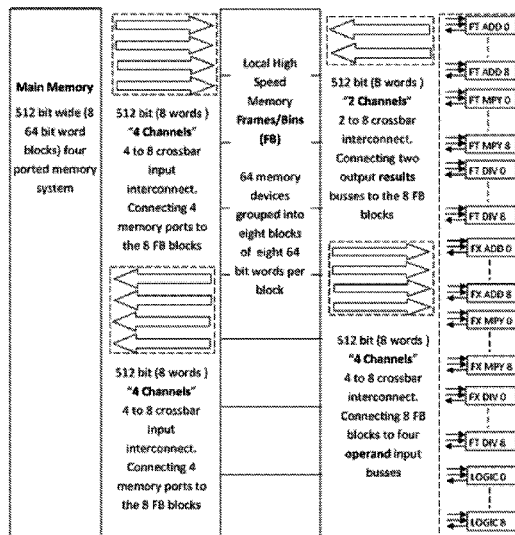 Main Memory
512 bit wide (8
64 bit word
blocks) four
ported memory
system
512 bit (8 words )
"4 Channels"
4 to 8 crossbar
input
interconnect.
Connecting 4
memory ports to
the 8 FB blocks
512 bit (8 words )
"4 Channels"
4 to 8 crossbar
input
interconnect.
Connecting 4
memory ports to
the 8 FB blocks
Local High
Speed
Memory
Frames/Bins
(FB)
64 memory
devices
grouped into
eight blocks
of eight 64
bit words per
block
512 bit (8 words )
"2 Channels"
2 to 8 crossbar
interconnect.
Connecting two
output results
busses to the 8 FB
blocks
512 bit (8 words )
"4 Channels"
4 to 8 crossbar
interconnect.
Connecting 8 FB
blocks to four
operand input
busses
FT ADD 0
FT ADD 8
FT MPY 0
FT MPY 8
FT DIV 0
FT DIV 8
FX ADD 0
FX ADD 8
FX MPY 0
FX MPY 8
FX DIV 0
FT DIV 8
LOGIC 0
LOGIC 8